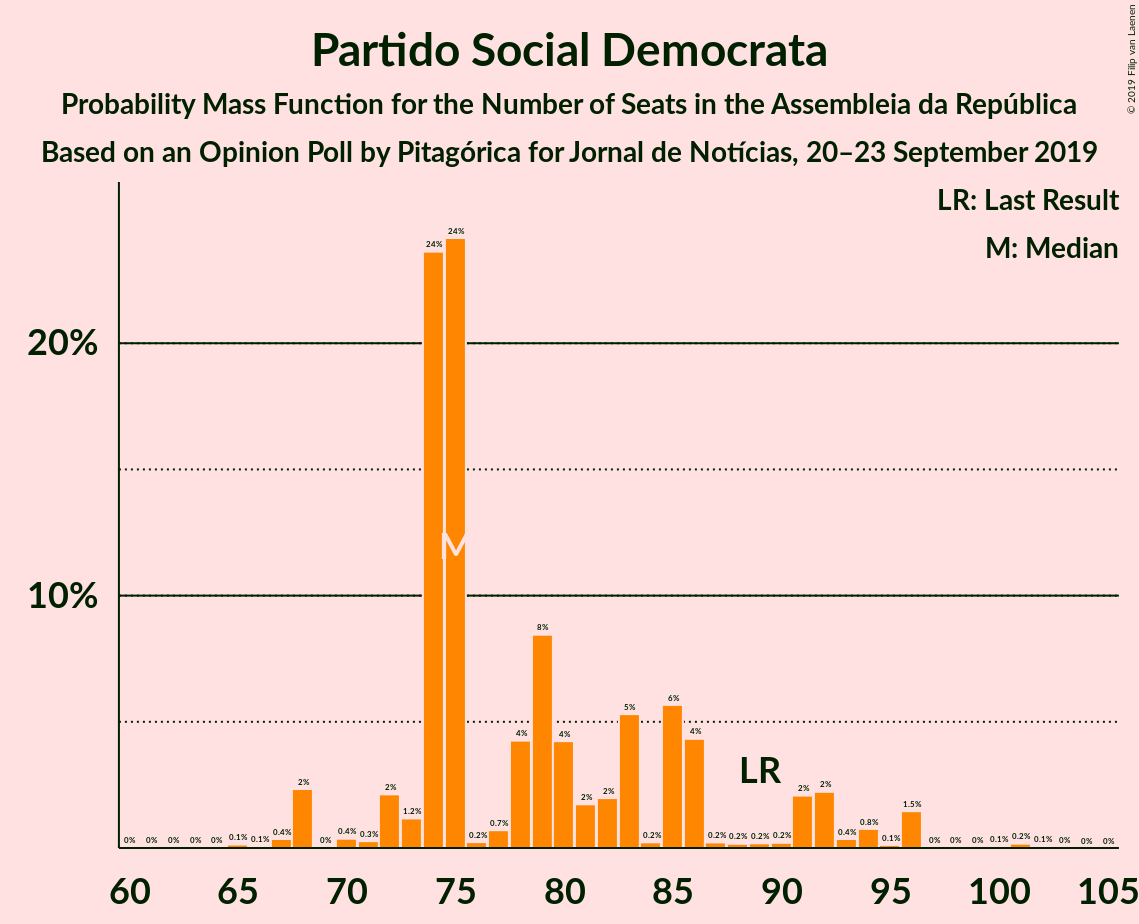 Partido Social Democrata
Probability Mass Function for the Number of Seats in the Assembleia da República
Based on an Opinion Poll by Pitagórica for Jornal de Notícias, 20–23 September 2019
© 2019 Filip van Laenen
LR: Last Result
M: Median
20%
10%
0% 0% 0% 0% 0% 0.1% 0.1% 0.4% 2% 0% 0.4% 0.3% 2% 1.2% 24% 24% 0.2% 0.7% 4% 8% 4% 2% 2% 5% 0.2% 6% 4% 0.2% 0.2% 0.2% 0.2% 2% 2% 0.4% 0.8% 0.1% 1.5% 0% 0% 0% 0.1% 0.2% 0.1% 0% 0% 0%
M
LR
60 65 70 75 80 85 90 95 100 105